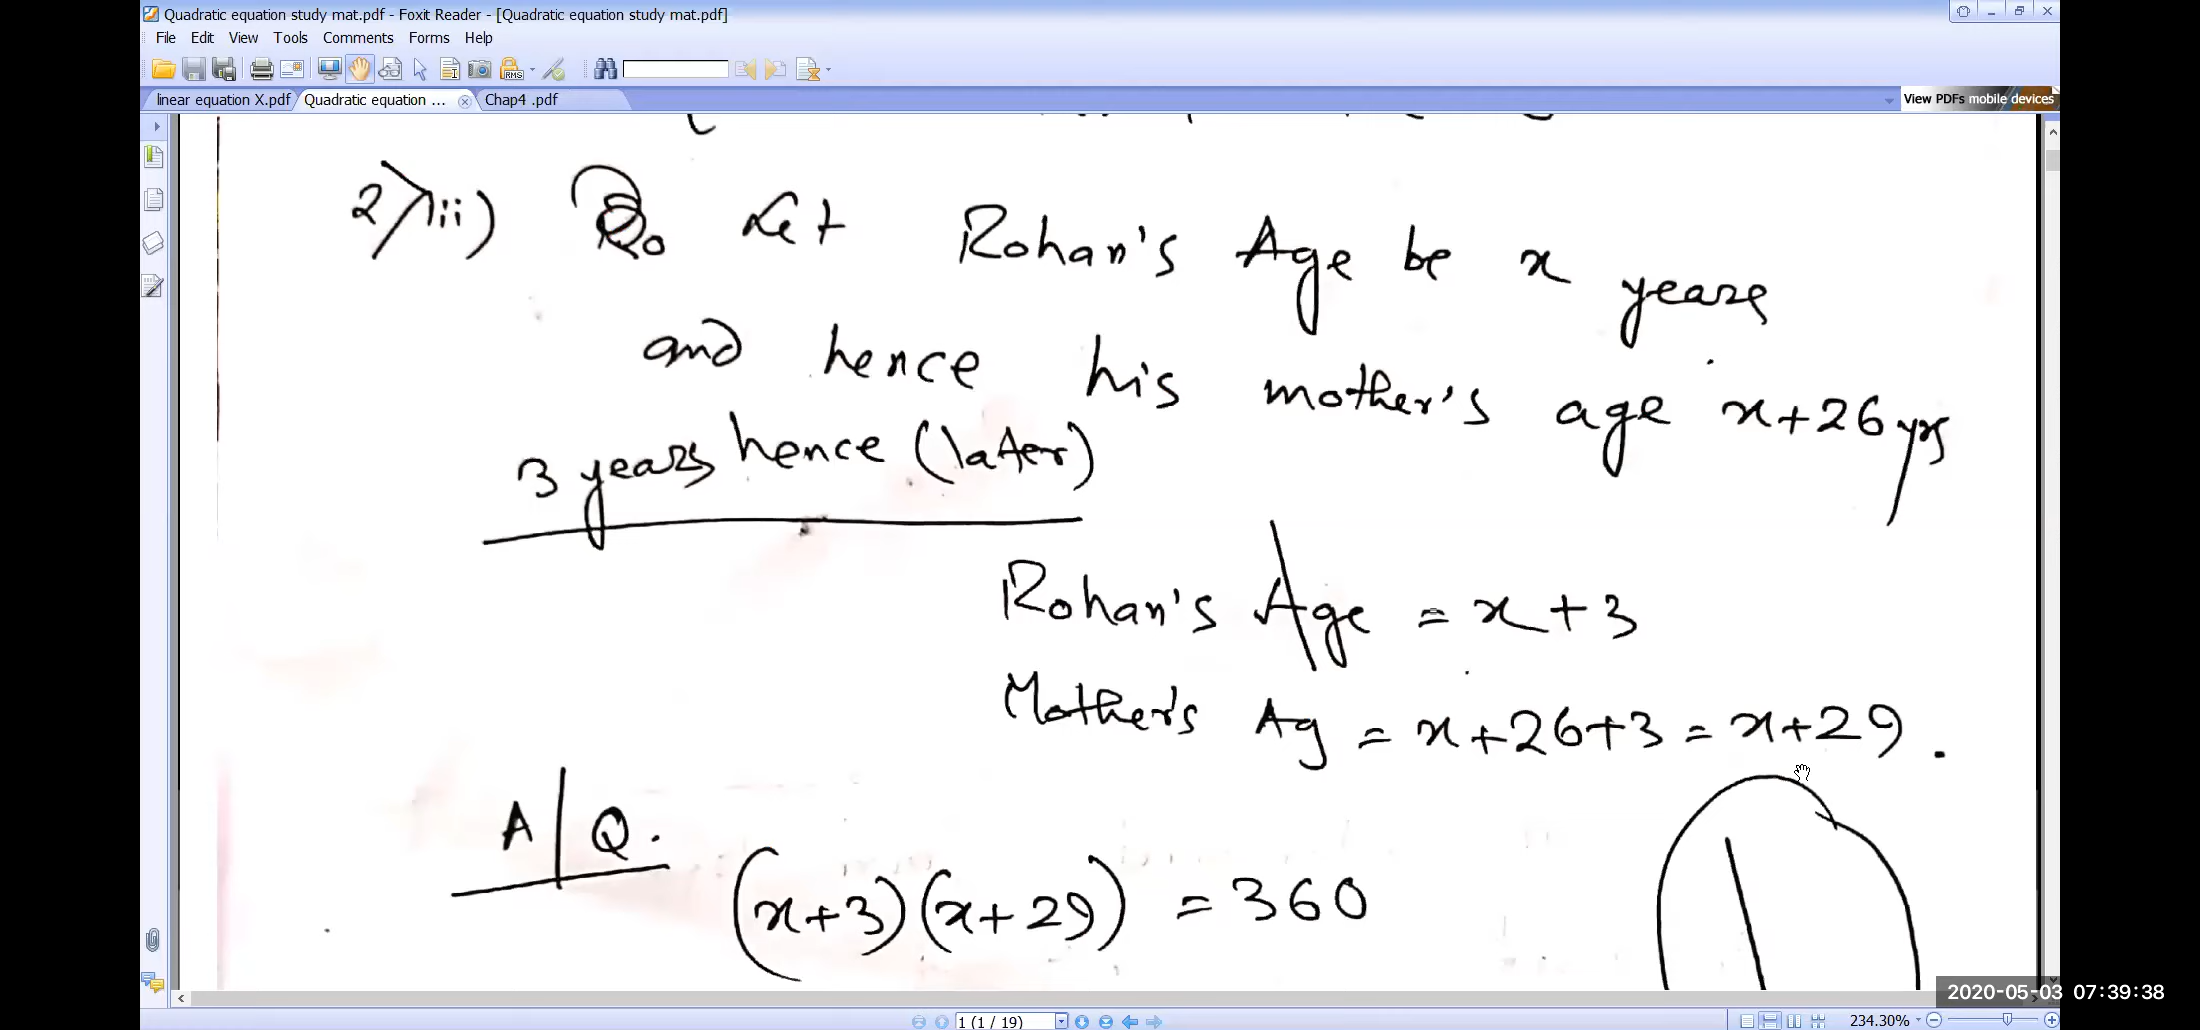 Quadratic equation study mat.pdf - Foxit Reader - [Quadratic equation study mat.pdf]
File Edit View Tools Comments Forms Help
RMS
linear equation X.pdf Quadratic equation ... Chap4 .pdf View PDFs mobile devices
2 ii) Let Rohan's Age be x years
and hence his mother's age x+26 yrs
3 years hence (later)
Rohan's Age = x+3
Mother's Ag = x+26+3 = x+29.
A|Q.
(x+3)(x+29) = 360
2020-05-03 07:39:38
1 (1 / 19) 234.30%